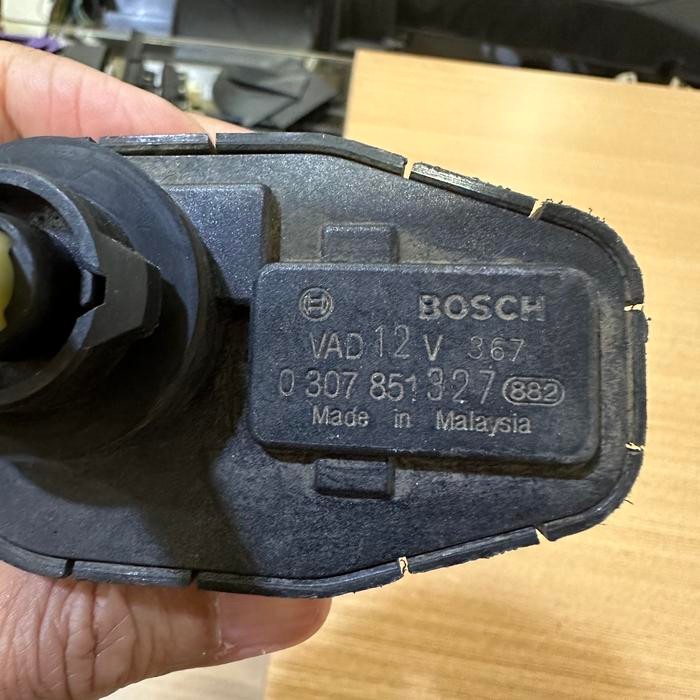 BOSCH
VAD 12 V 367
0 307 851 327 882
Made in Malaysia